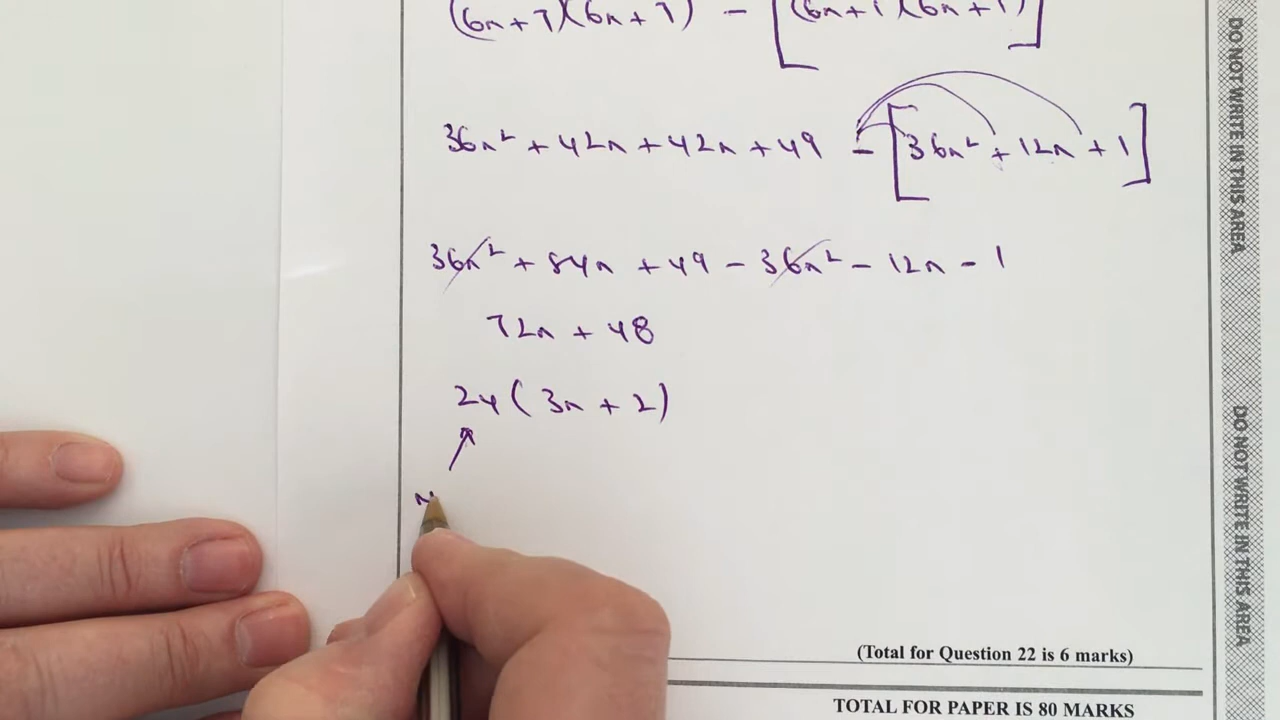 (6n+7)(6n+7) - [(6n+1)(6n+1)]
36n² + 42n + 42n + 49 - [36n² + 12n + 1]
36n² + 84n + 49 - 36n² - 12n - 1
72n + 48
24(3n + 2)
(Total for Question 22 is 6 marks)
TOTAL FOR PAPER IS 80 MARKS
DO NOT WRITE IN THIS AREA
DO NOT WRITE IN THIS AREA